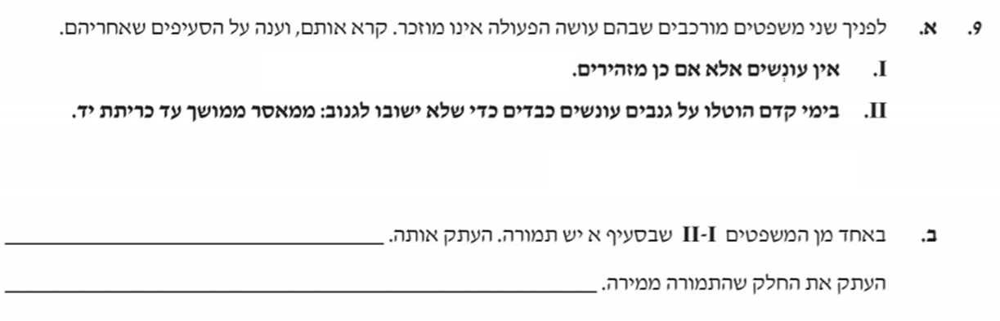 9. א. לפניך שני משפטים מורכבים שבהם עושה הפעולה אינו מוזכר. קרא אותם, וענה על הסעיפים שאחריהם.
I. אין עונְשים אלא אם כן מזהירים.
II. בימי קדם הוטלו על גנבים עונשים כבדים כדי שלא ישובו לגנוב: ממאסר ממושך עד כריתת יד.
ב. באחד מן המשפטים II-I שבסעיף א יש תמורה. העתק אותה. ____________
העתק את החלק שהתמורה ממירה. ____________